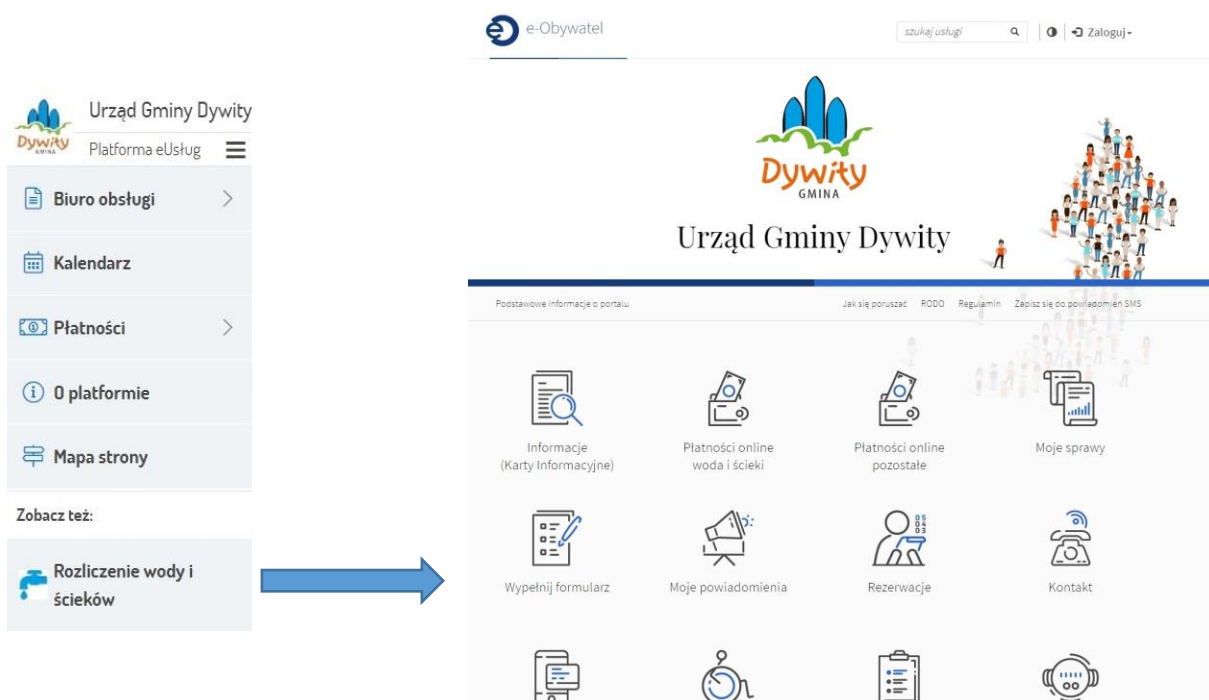 Dywity
GMINA
Urząd Gminy Dywity
Platforma eUsług
Biuro obsługi
Kalendarz
Płatności
O platformie
Mapa strony
Zobacz też:
Rozliczenie wody i
ścieków
e-Obywatel
szukaj usługi
Zaloguj
Dywity
GMINA
Urząd Gminy Dywity
Podstawowe informacje o portalu
Jak się poruszać RODO Regulamin Zapisz się do powiadomień SMS
Informacje
(Karty Informacyjne)
Płatności online
woda i ścieki
Płatności online
pozostałe
Moje sprawy
Wypełnij formularz
Moje powiadomienia
05
04
03
Rezerwacje
Kontakt